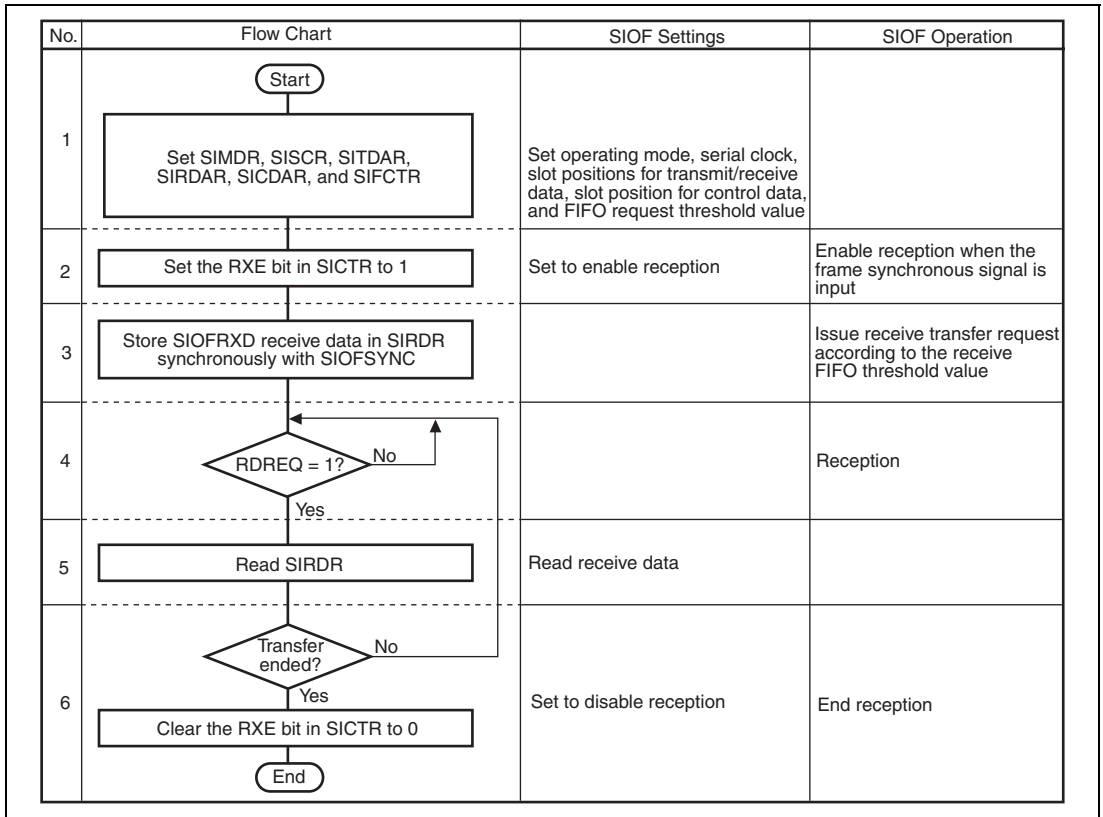 No.
Flow Chart
SIOF Settings
SIOF Operation
1
Start
Set SIMDR, SISCR, SITDAR,
SIRDAR, SICDAR, and SIFCTR
Set operating mode, serial clock,
slot positions for transmit/receive
data, slot position for control data,
and FIFO request threshold value
2
Set the RXE bit in SICTR to 1
Set to enable reception
Enable reception when the
frame synchronous signal is
input
3
Store SIOFRXD receive data in SIRDR
synchronously with SIOFSYNC
Issue receive transfer request
according to the receive
FIFO threshold value
4
RDREQ = 1?
No
Yes
Reception
5
Read SIRDR
Read receive data
6
Transfer
ended?
No
Yes
Clear the RXE bit in SICTR to 0
End
Set to disable reception
End reception